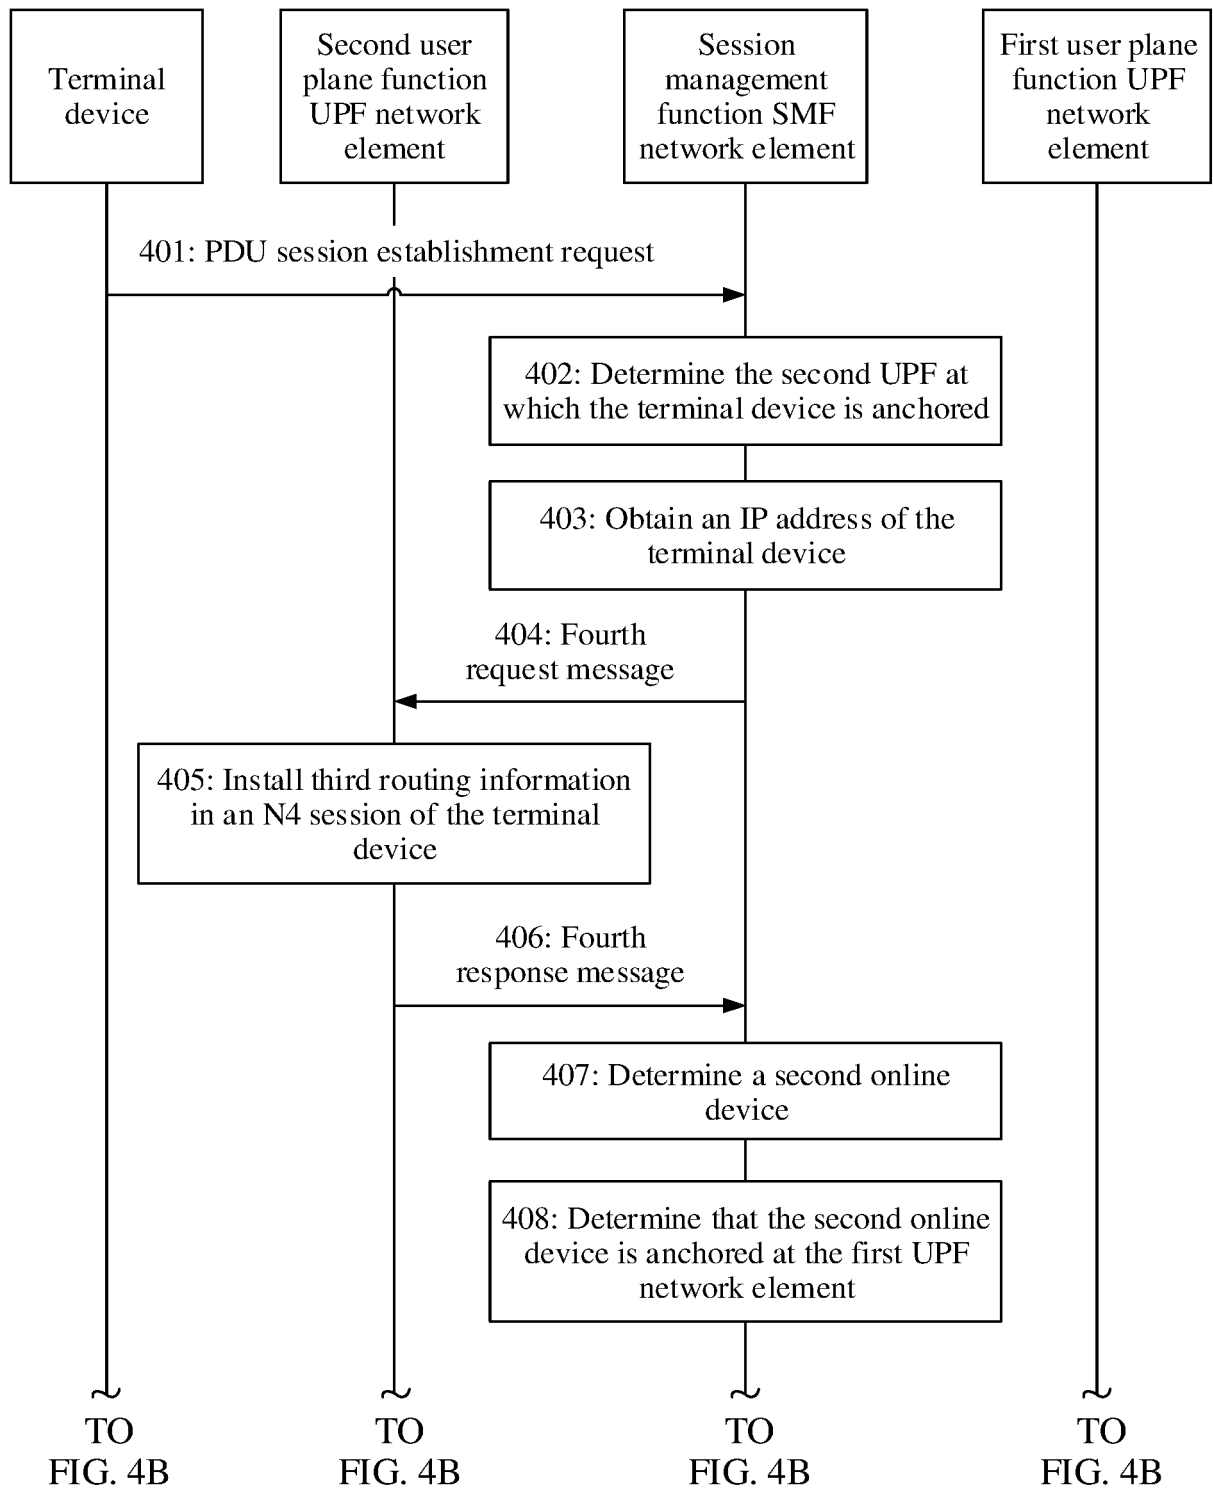 Terminal
device
Second user
plane function
UPF network
element
Session
management
function SMF
network element
First user plane
function UPF
network
element
401: PDU session establishment request
402: Determine the second UPF at
which the terminal device is anchored
403: Obtain an IP address of the
terminal device
404: Fourth
request message
405: Install third routing information
in an N4 session of the terminal
device
406: Fourth
response message
407: Determine a second online
device
408: Determine that the second online
device is anchored at the first UPF
network element
TO
FIG. 4B
TO
FIG. 4B
TO
FIG. 4B
TO
FIG. 4B